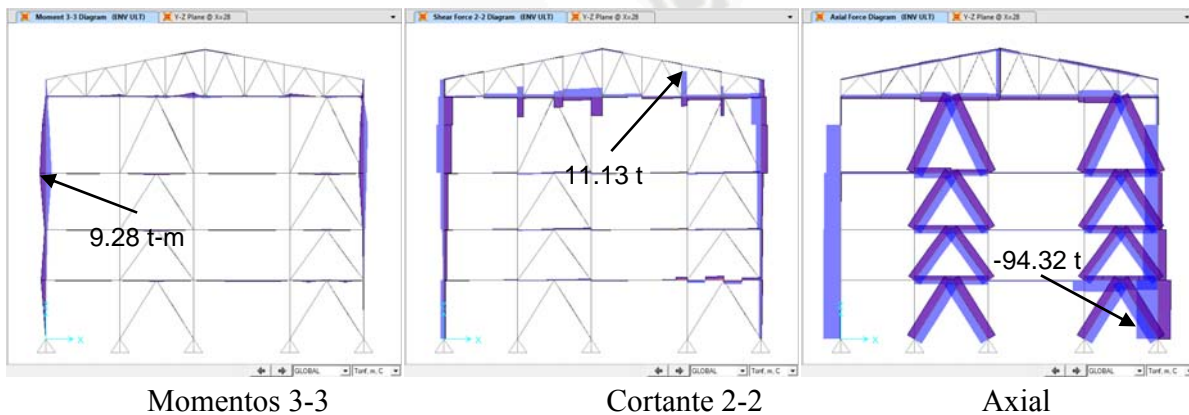 Moment 3-3 Diagram (ENV ULT)
Y-Z Plane @ X=28
Shear Force 2-2 Diagram (ENV ULT)
Y-Z Plane @ X=28
Axial Force Diagram (ENV ULT)
Y-Z Plane @ X=28
9.28 t-m
11.13 t
-94.32 t
X
X
X
GLOBAL
Tonf, m, C
GLOBAL
Tonf, m, C
GLOBAL
Tonf, m, C
Momentos 3-3
Cortante 2-2
Axial